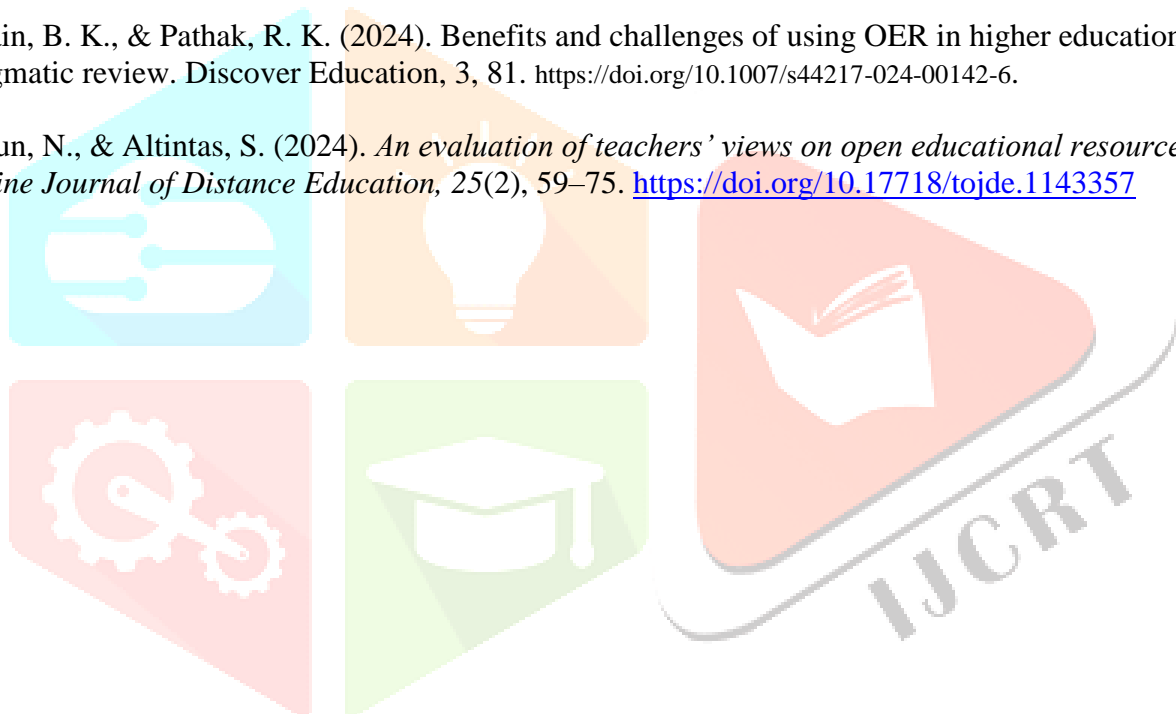 in, B. K., & Pathak, R. K. (2024). Benefits and challenges of using OER in higher education
gmatic review. Discover Education, 3, 81. https://doi.org/10.1007/s44217-024-00142-6.
un, N., & Altintas, S. (2024). An evaluation of teachers’ views on open educational resource
ine Journal of Distance Education, 25(2), 59–75. https://doi.org/10.17718/tojde.1143357
IJCRT